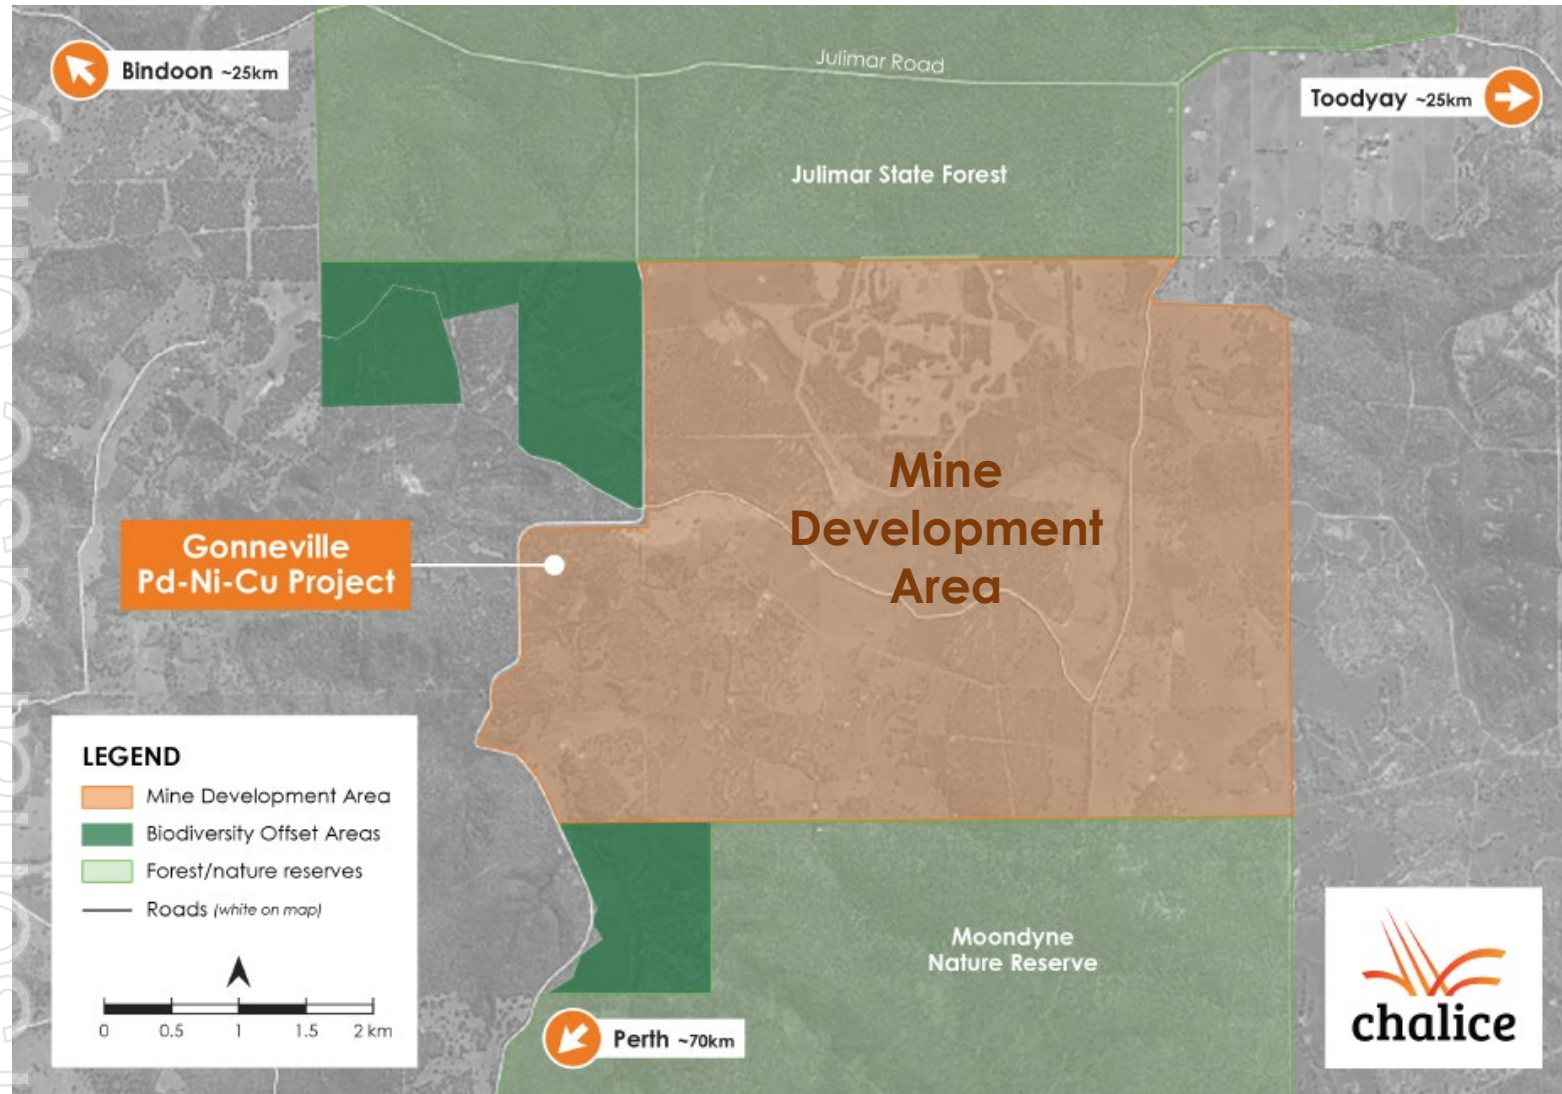 Bindoon ~25km
Julimar Road
Toodyay ~25km
Julimar State Forest
Mine
Development
Area
Gonneville
Pd-Ni-Cu Project
LEGEND
Mine Development Area
Biodiversity Offset Areas
Forest/nature reserves
Roads (white on map)
0 0.5 1 1.5 2 km
Moondyne
Nature Reserve
Perth ~70km
chalice